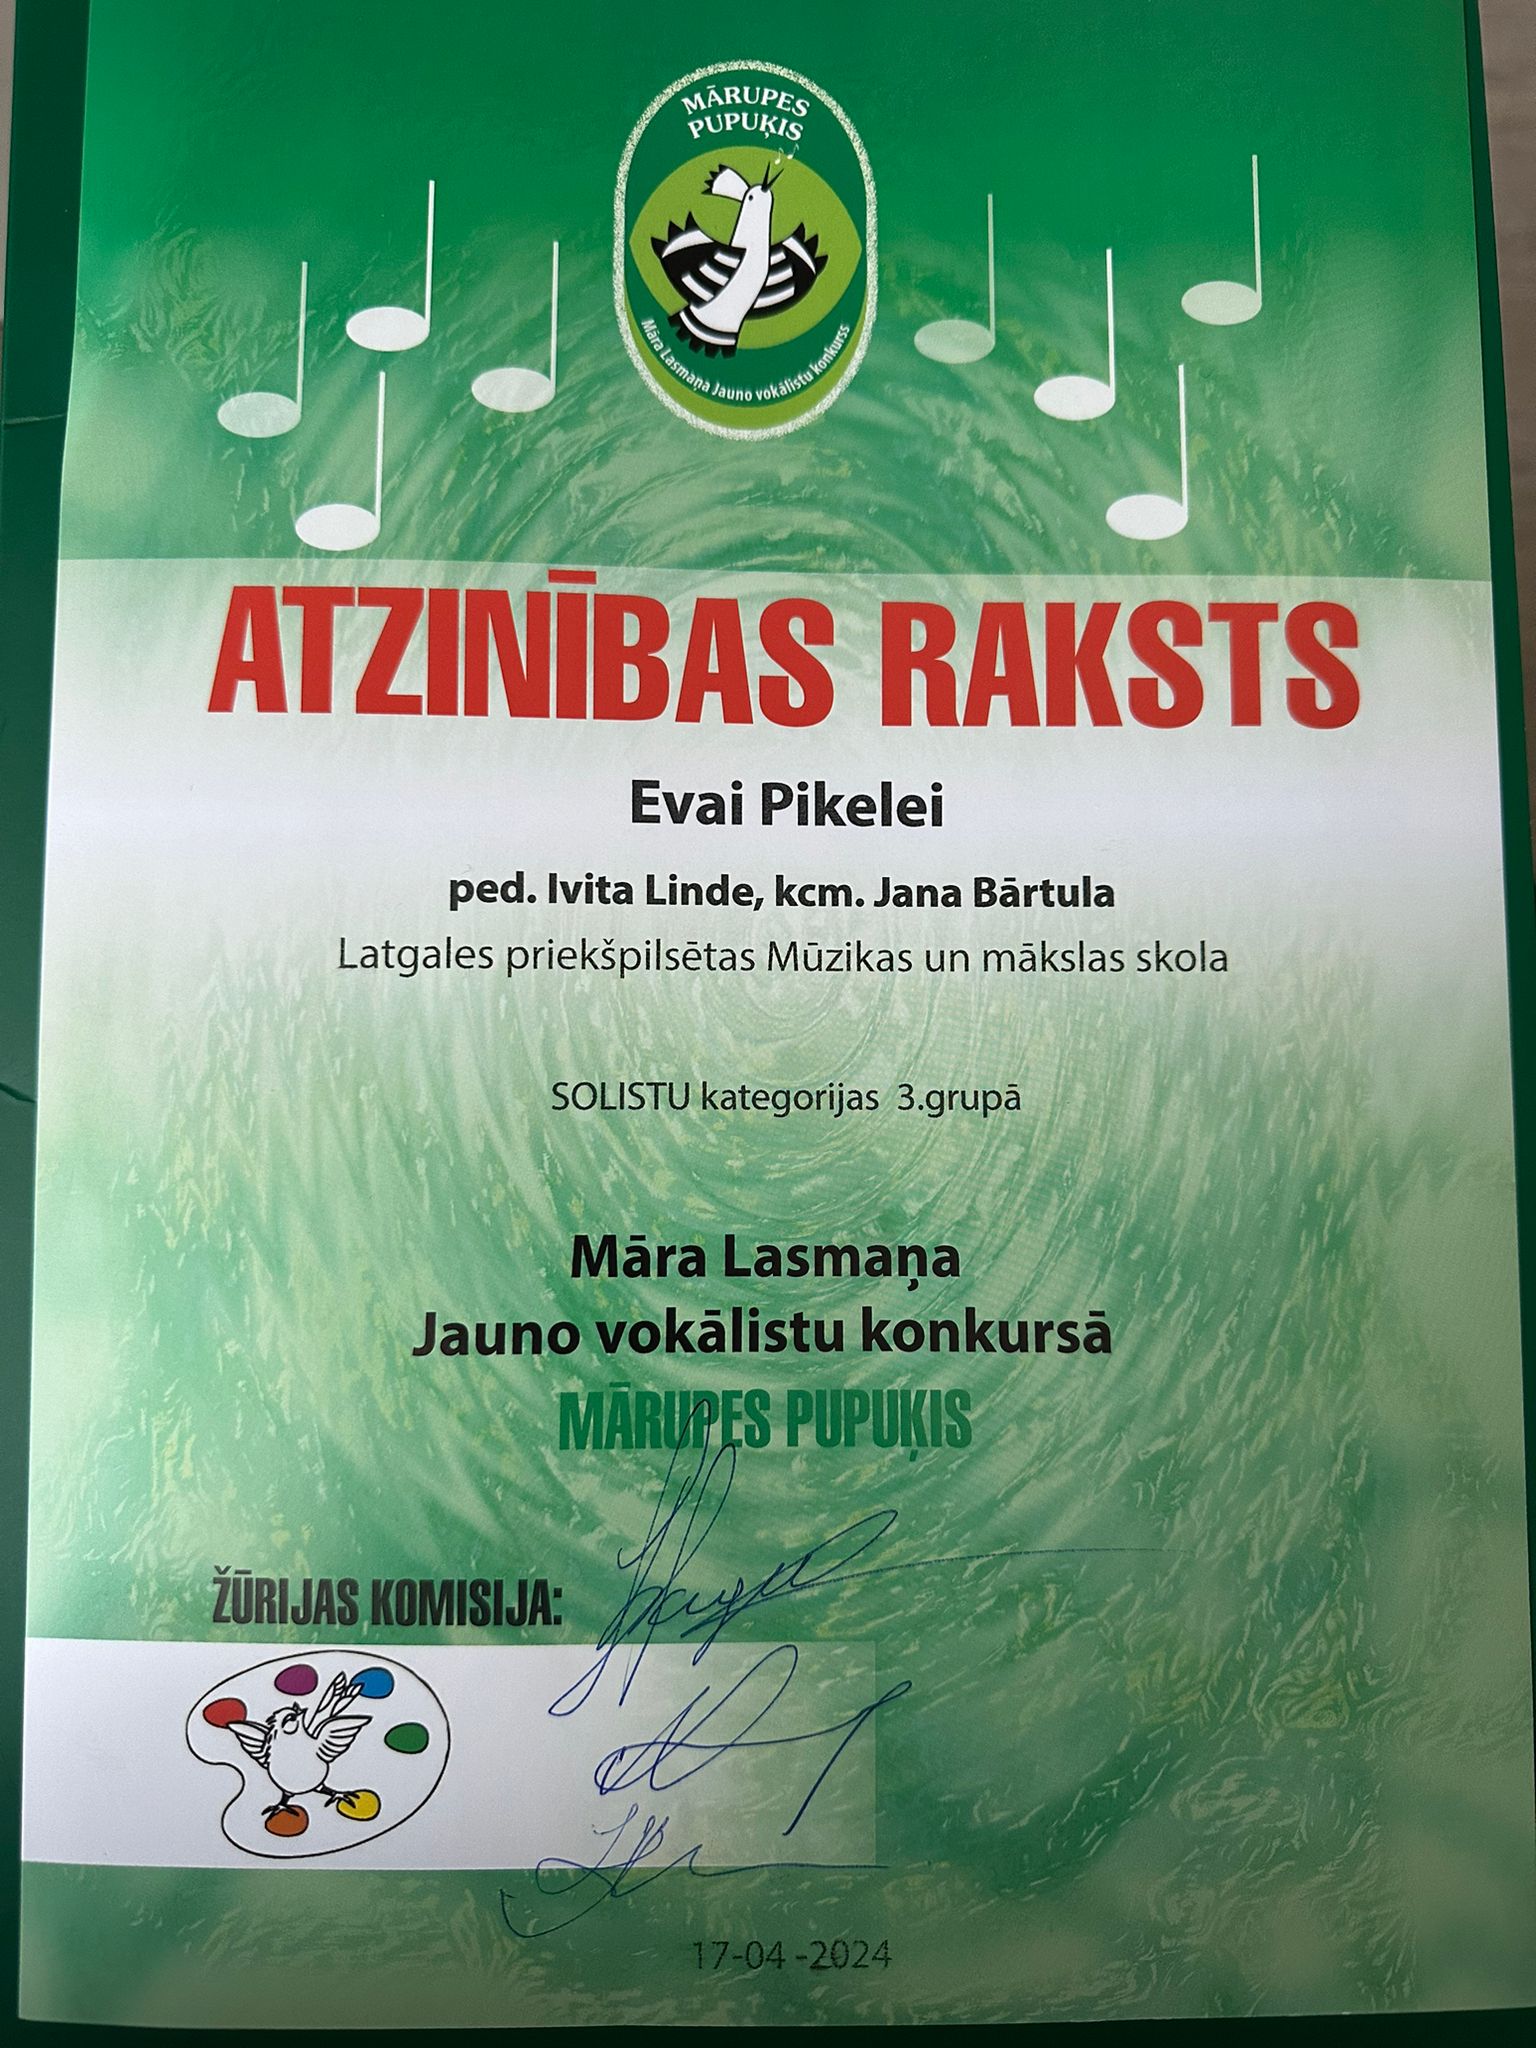 MĀRUPES
PUPUĶIS
Māra Lasmaņa Jauno vokālistu konkurss
ATZINĪBAS RAKSTS
Evai Pikelei
ped. Ivita Linde, kcm. Jana Bārtula
Latgales priekšpilsētas Mūzikas un mākslas skola
SOLISTU kategorijas 3.grupā
Māra Lasmaņa
Jauno vokālistu konkursā
MĀRUPES PUPUĶIS
ŽŪRIJAS KOMISIJA:
17-04-2024